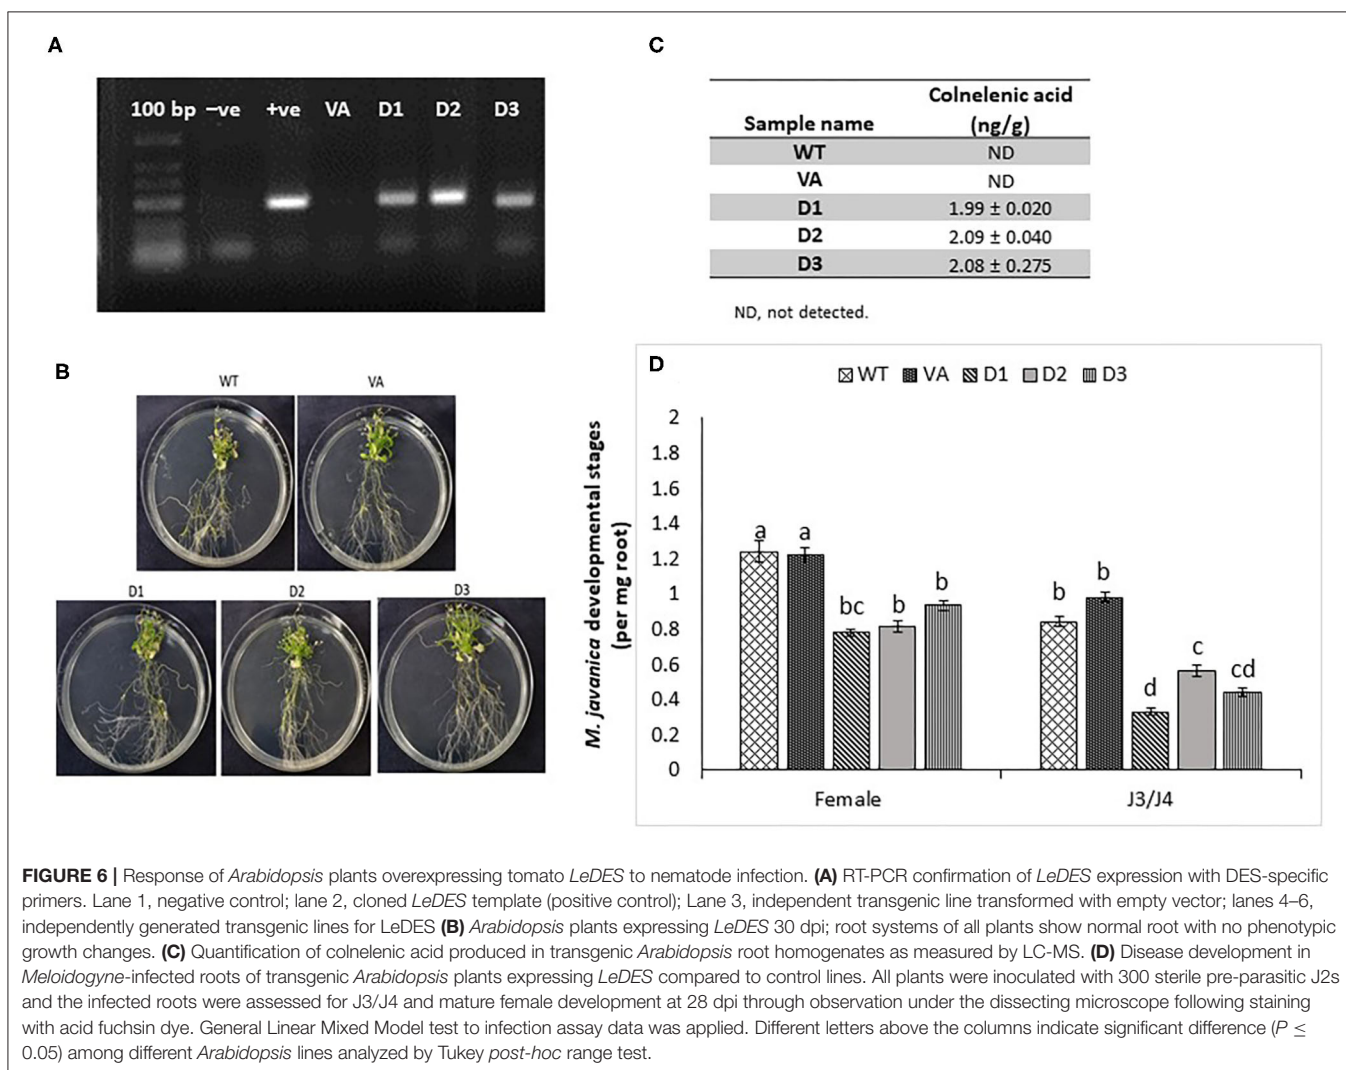 A
100 bp –ve +ve VA D1 D2 D3
B
WT VA
D1 D2 D3
C
Sample name Colnelenic acid
(ng/g)
WT ND
VA ND
D1 1.99 ± 0.020
D2 2.09 ± 0.040
D3 2.08 ± 0.275
ND, not detected.
D
WT VA D1 D2 D3
M. javanica developmental stages
(per mg root)
2
1.8
1.6
1.4
1.2
1
0.8
0.6
0.4
0.2
0
a a bc b b b b d c cd
Female J3/J4
FIGURE 6 | Response of Arabidopsis plants overexpressing tomato LeDES to nematode infection. (A) RT-PCR confirmation of LeDES expression with DES-specific
primers. Lane 1, negative control; lane 2, cloned LeDES template (positive control); Lane 3, independent transgenic line transformed with empty vector; lanes 4–6,
independently generated transgenic lines for LeDES (B) Arabidopsis plants expressing LeDES 30 dpi; root systems of all plants show normal root with no phenotypic
growth changes. (C) Quantification of colnelenic acid produced in transgenic Arabidopsis root homogenates as measured by LC-MS. (D) Disease development in
Meloidogyne-infected roots of transgenic Arabidopsis plants expressing LeDES compared to control lines. All plants were inoculated with 300 sterile pre-parasitic J2s
and the infected roots were assessed for J3/J4 and mature female development at 28 dpi through observation under the dissecting microscope following staining
with acid fuchsin dye. General Linear Mixed Model test to infection assay data was applied. Different letters above the columns indicate significant difference (P ≤
0.05) among different Arabidopsis lines analyzed by Tukey post-hoc range test.